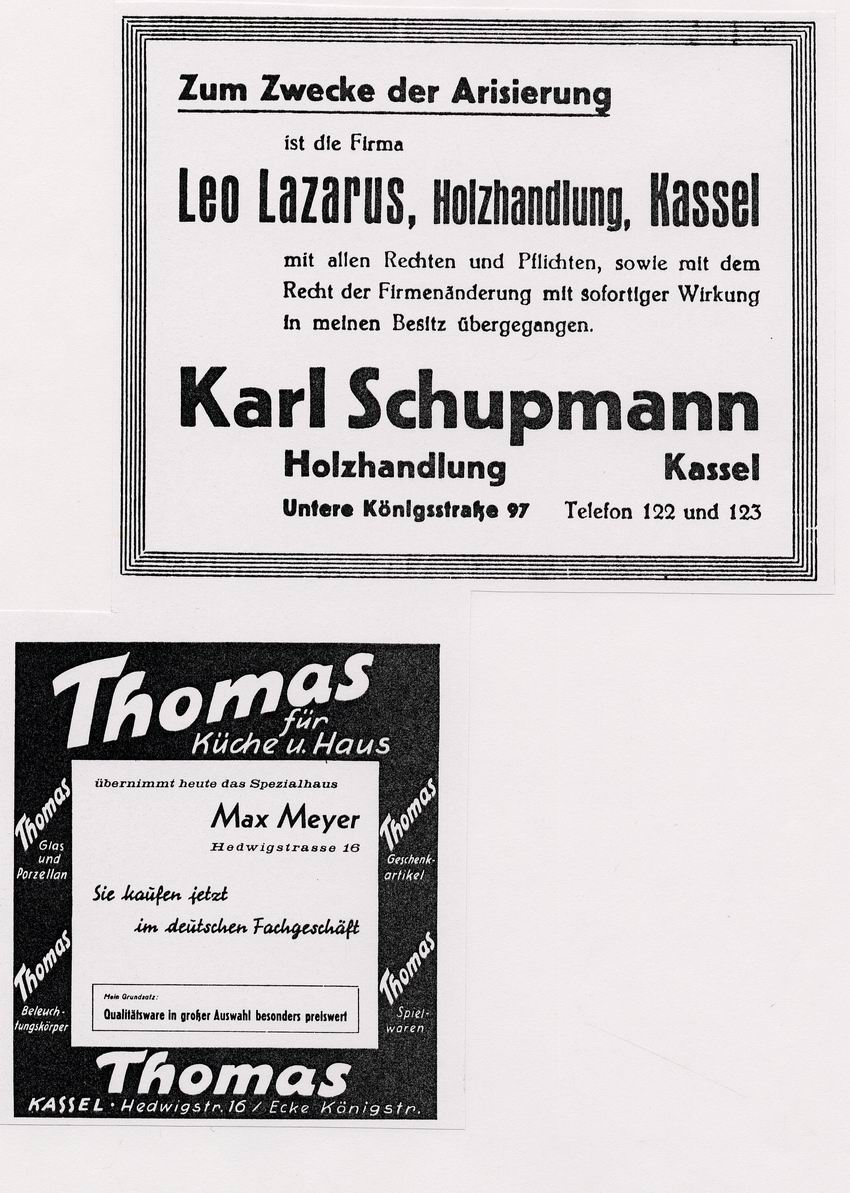 Zum Zwecke der Arisierung
ist die Firma
Leo Lazarus, Holzhandlung, Kassel
mit allen Rechten und Pflichten, sowie mit dem
Recht der Firmenänderung mit sofortiger Wirkung
in meinen Besitz übergegangen.
Karl Schupmann
Holzhandlung Kassel
Untere Königsstraße 97 Telefon 122 und 123
Thomas
für
Küche u. Haus
übernimmt heute das Spezialhaus
Max Meyer
Hedwigstrasse 16
Sie kaufen jetzt
im deutschen Fachgeschäft
Mein Grundsatz:
Qualitätsware in großer Auswahl besonders preiswert
Thomas
Glas
und
Porzellan
Thomas
Beleuch-
tungskörper
Thomas
Geschenk-
artikel
Thomas
Spiel-
waren
Thomas
KASSEL · Hedwigstr. 16 / Ecke Königstr.